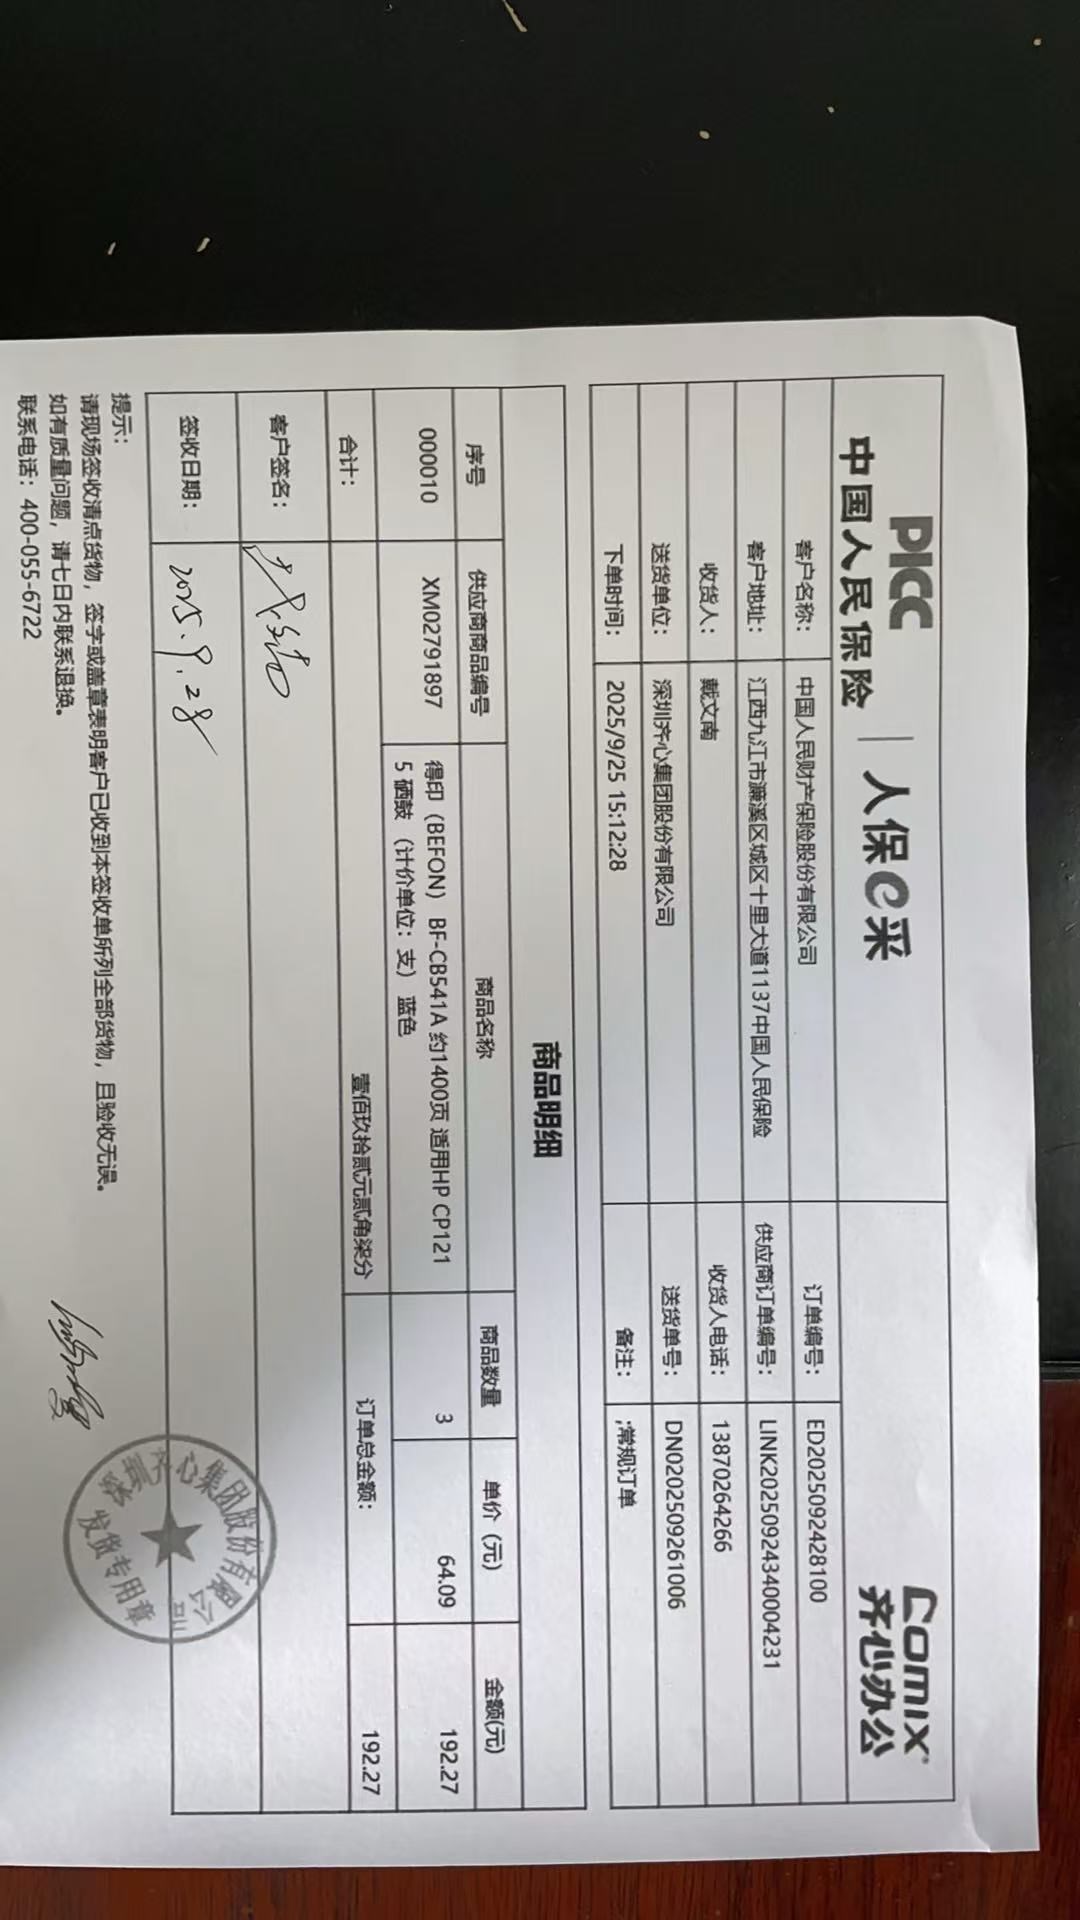 PICC
中国人民保险 | 人保e采
Comix
齐心办公
客户名称： 中国人民财产保险股份有限公司 订单编号： ED2025092428100
客户地址： 江西九江市濂溪区城区十里大道1137中国人民保险 供应商订单编号： LINK20250924340004231
收货人： 戴文南 收货人电话： 13870264266
送货单位： 深圳齐心集团股份有限公司 送货单号： DN0202509261006
下单时间： 2025/9/25 15:12:28 备注： ;常规订单
商品明细
序号 供应商商品编号 商品名称 商品数量 单价（元） 金额(元)
000010 XM02791897 得印（BEFON） BF-CB541A 约1400页 适用HP CP121 3 64.09 192.27
5 硒鼓 （计价单位：支） 蓝色
合计： 壹佰玖拾贰元贰角柒分 订单总金额： 192.27
客户签名：
签收日期： 2025.9.28
提示：
请现场签收清点货物，签字或盖章表明客户已收到本签收单所列全部货物，且验收无误。
如有质量问题，请七日内联系退换。
联系电话：400-055-6722
深圳齐心集团股份有限公司
发货专用章